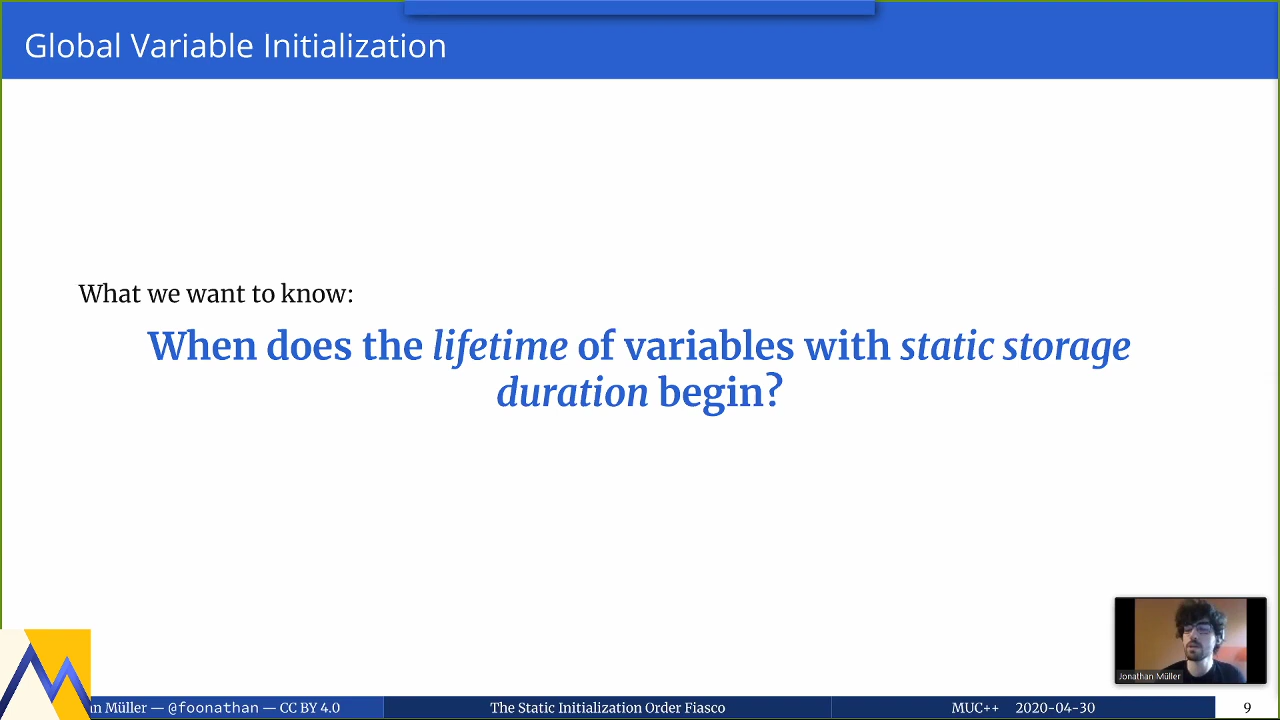 Global Variable Initialization
What we want to know:
When does the lifetime of variables with static storage
duration begin?
Jonathan Müller
an Müller — @foonathan — CC BY 4.0
The Static Initialization Order Fiasco
MUC++ 2020-04-30
9